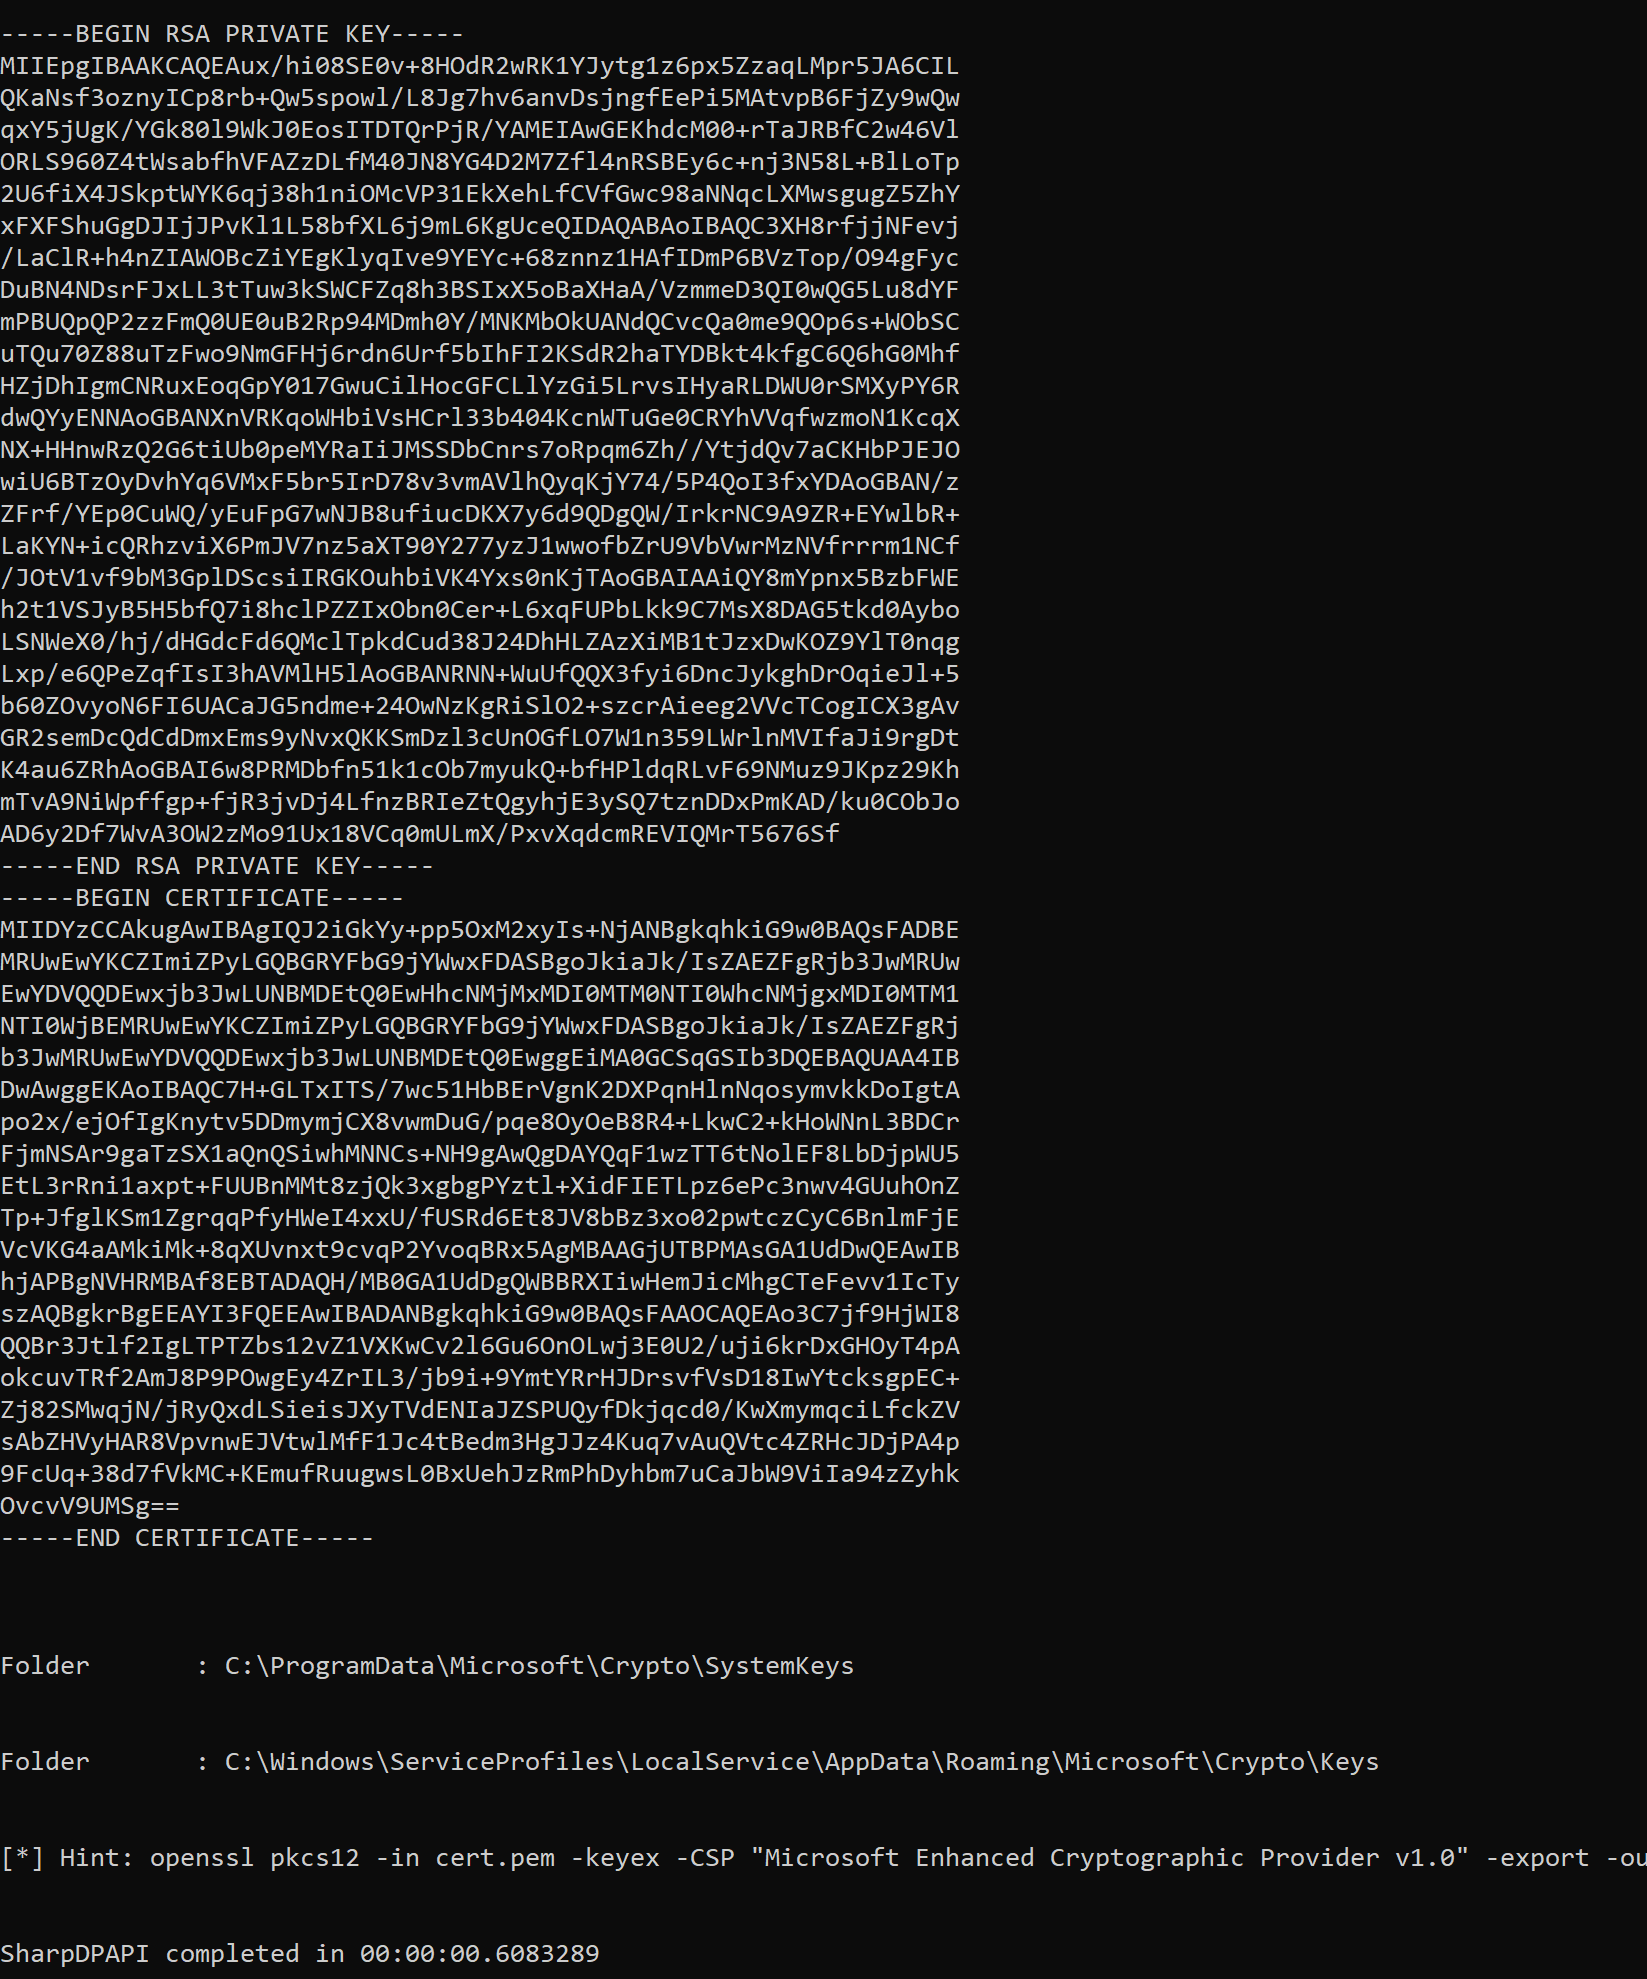 -----BEGIN RSA PRIVATE KEY-----
MIIEpgIBAAKCAQEAux/hi08SE0v+8HOdR2wRK1YJytg1z6px5ZzaqLMpr5JA6CIL
QKaNsf3oznyICp8rb+Qw5spowl/L8Jg7hv6anvDsjngfEePi5MAtvpB6FjZy9wQw
qxY5jUgK/YGk80l9WkJ0EosITDTQrPjR/YAMEIAwGEKhdcM00+rTaJRBfC2w46Vl
ORLS960Z4tWsabfhVFAZzDLfM40JN8YG4D2M7Zfl4nRSBEy6c+nj3N58L+BlLoTp
2U6fiX4JSkptWYK6qj38h1niOMcVP31EkXehLfCVfGwc98aNNqcLXMwsgugZ5ZhY
xFXFShuGgDJIjJPvKl1L58bfXL6j9mL6KgUceQIDAQABAoIBAQC3XH8rfjjNFevj
/LaClR+h4nZIAWOBcZiYEgKlyqIve9YEYc+68znnz1HAfIDmP6BVzTop/O94gFyc
DuBN4NDsrFJxLL3tTuw3kSWCFZq8h3BSIxX5oBaXHaA/VzmmeD3QI0wQG5Lu8dYF
mPBUQpQP2zzFmQ0UE0uB2Rp94MDmh0Y/MNKMbOkUANdQCvcQa0me9QOp6s+WObSC
uTQu70Z88uTzFwo9NmGFHj6rdn6Urf5bIhFI2KSdR2haTYDBkt4kfgC6Q6hG0Mhf
HZjDhIgmCNRuxEoqGpY017GwuCilHocGFCLlYzGi5LrvsIHyaRLDWU0rSMXyPY6R
dwQYyENNAoGBANXnVRKqoWHbiVsHCrl33b404KcnWTuGe0CRYhVVqfwzmoN1KcqX
NX+HHnwRzQ2G6tiUb0peMYRaIiJMSSDbCnrs7oRpqm6Zh//YtjdQv7aCKHbPJEJO
wiU6BTzOyDvhYq6VMxF5br5IrD78v3vmAVlhQyqKjY74/5P4QoI3fxYDAoGBAN/z
ZFrf/YEp0CuWQ/yEuFpG7wNJB8ufiucDKX7y6d9QDgQW/IrkrNC9A9ZR+EYwlbR+
LaKYN+icQRhzviX6PmJV7nz5aXT90Y277yzJ1wwofbZrU9VbVwrMzNVfrrrm1NCf
/JOtV1vf9bM3GplDScsiIRGKOuhbiVK4Yxs0nKjTAoGBAIAAiQY8mYpnx5BzbFWE
h2t1VSJyB5H5bfQ7i8hclPZZIxObn0Cer+L6xqFUPbLkk9C7MsX8DAG5tkd0Aybo
LSNWeX0/hj/dHGdcFd6QMclTpkdCud38J24DhHLZAzXiMB1tJzxDwKOZ9YlT0nqg
Lxp/e6QPeZqfIsI3hAVMlH5lAoGBANRNN+WuUfQQX3fyi6DncJykghDrOqieJl+5
b60ZOvyoN6FI6UACaJG5ndme+24OwNzKgRiSlO2+szcrAieeg2VVcTCogICX3gAv
GR2semDcQdCdDmxEms9yNvxQKKSmDzl3cUnOGfLO7W1n359LWrlnMVIfaJi9rgDt
K4au6ZRhAoGBAI6w8PRMDbfn51k1cOb7myukQ+bfHPldqRLvF69NMuz9JKpz29Kh
mTvA9NiWpffgp+fjR3jvDj4LfnzBRIeZtQgyhjE3ySQ7tznDDxPmKAD/ku0CObJo
AD6y2Df7WvA3OW2zMo91Ux18VCq0mULmX/PxvXqdcmREVIQMrT5676Sf
-----END RSA PRIVATE KEY-----
-----BEGIN CERTIFICATE-----
MIIDYzCCAkugAwIBAgIQJ2iGkYy+pp5OxM2xyIs+NjANBgkqhkiG9w0BAQsFADBE
MRUwEwYKCZImiZPyLGQBGRYFbG9jYWwxFDASBgoJkiaJk/IsZAEZFgRjb3JwMRUw
EwYDVQQDEwxjb3JwLUNBMDEtQ0EwHhcNMjMxMDI0MTM0NTI0WhcNMjgxMDI0MTM1
NTI0WjBEMRUwEwYKCZImiZPyLGQBGRYFbG9jYWwxFDASBgoJkiaJk/IsZAEZFgRj
b3JwMRUwEwYDVQQDEwxjb3JwLUNBMDEtQ0EwggEiMA0GCSqGSIb3DQEBAQUAA4IB
DwAwggEKAoIBAQC7H+GLTxITS/7wc51HbBErVgnK2DXPqnHlnNqosymvkkDoIgtA
po2x/ejOfIgKnytv5DDmymjCX8vwmDuG/pqe8OyOeB8R4+LkwC2+kHoWNnL3BDCr
FjmNSAr9gaTzSX1aQnQSiwhMNNCs+NH9gAwQgDAYQqF1wzTT6tNolEF8LbDjpWU5
EtL3rRni1axpt+FUUBnMMt8zjQk3xgbgPYztl+XidFIETLpz6ePc3nwv4GUuhOnZ
Tp+JfglKSm1ZgrqqPfyHWeI4xxU/fUSRd6Et8JV8bBz3xo02pwtczCyC6BnlmFjE
VcVKG4aAMkiMk+8qXUvnxt9cvqP2YvoqBRx5AgMBAAGjUTBPMAsGA1UdDwQEAwIB
hjAPBgNVHRMBAf8EBTADAQH/MB0GA1UdDgQWBBRXIiwHemJicMhgCTeFevv1IcTy
szAQBgkrBgEEAYI3FQEEAwIBADANBgkqhkiG9w0BAQsFAAOCAQEAo3C7jf9HjWI8
QQBr3Jtlf2IgLTPTZbs12vZ1VXKwCv2l6Gu6OnOLwj3E0U2/uji6krDxGHOyT4pA
okcuvTRf2AmJ8P9POwgEy4ZrIL3/jb9i+9YmtYRrHJDrsvfVsD18IwYtcksgpEC+
Zj82SMwqjN/jRyQxdLSieisJXyTVdENIaJZSPUQyfDkjqcd0/KwXmymqciLfckZV
sAbZHVyHAR8VpvnwEJVtwlMfF1Jc4tBedm3HgJJz4Kuq7vAuQVtc4ZRHcJDjPA4p
9FcUq+38d7fVkMC+KEmufRuugwsL0BxUehJzRmPhDyhbm7uCaJbW9ViIa94zZyhk
OvcvV9UMSg==
-----END CERTIFICATE-----
Folder       : C:\ProgramData\Microsoft\Crypto\SystemKeys
Folder       : C:\Windows\ServiceProfiles\LocalService\AppData\Roaming\Microsoft\Crypto\Keys
[*] Hint: openssl pkcs12 -in cert.pem -keyex -CSP "Microsoft Enhanced Cryptographic Provider v1.0" -export -ou
SharpDPAPI completed in 00:00:00.6083289